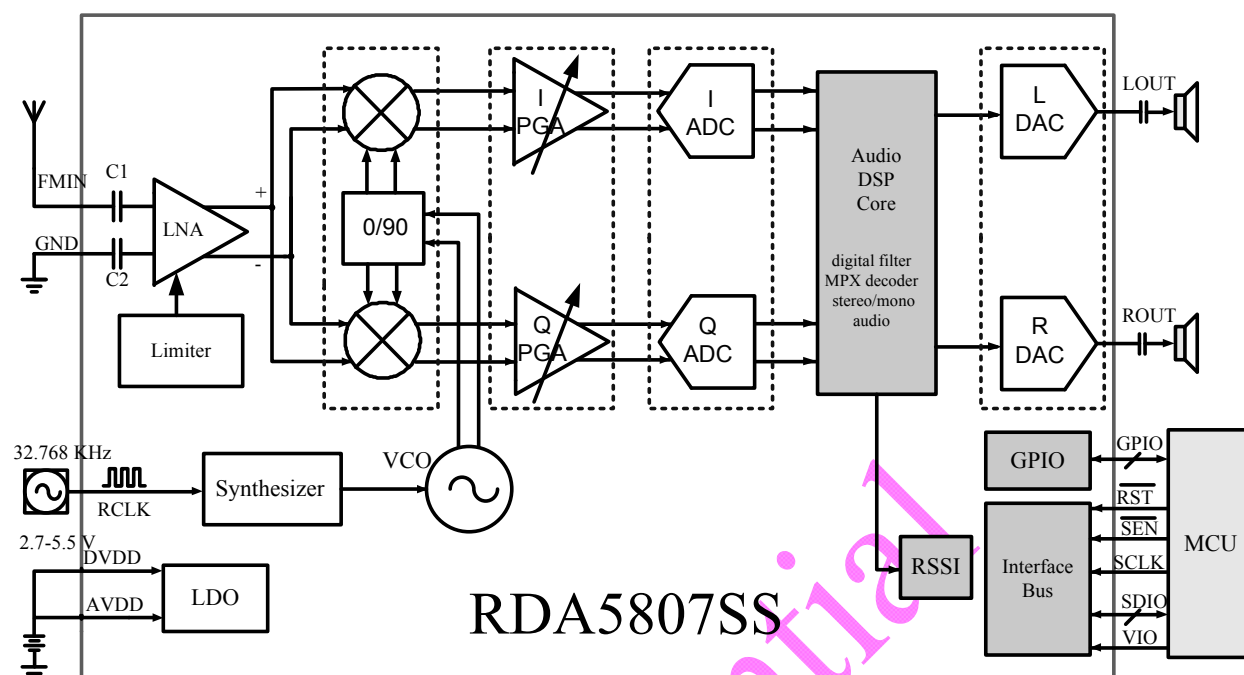 FMIN
C1
GND
C2
LNA
+
-
Limiter
0/90
I
PGA
Q
PGA
I
ADC
Q
ADC
Audio
DSP
Core
digital filter
MPX decoder
stereo/mono
audio
L
DAC
R
DAC
LOUT
ROUT
32.768 KHz
RCLK
Synthesizer
VCO
2.7-5.5 V
DVDD
AVDD
LDO
RDA5807SS
RSSI
GPIO
Interface
Bus
GPIO
RST
SEN
SCLK
SDIO
VIO
MCU
ntial